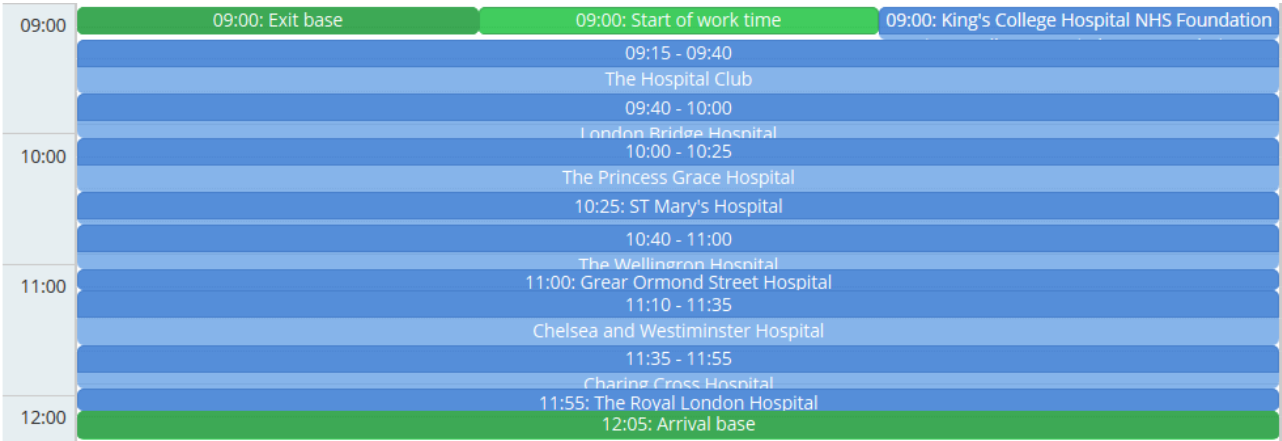 09:00
09:00: Exit base
09:00: Start of work time
09:00: King's College Hospital NHS Foundation
09:15 - 09:40
The Hospital Club
09:40 - 10:00
London Bridge Hospital
10:00
10:00 - 10:25
The Princess Grace Hospital
10:25: ST Mary's Hospital
10:40 - 11:00
The Wellingron Hospital
11:00
11:00: Grear Ormond Street Hospital
11:10 - 11:35
Chelsea and Westiminster Hospital
11:35 - 11:55
Charing Cross Hospital
11:55: The Royal London Hospital
12:00
12:05: Arrival base